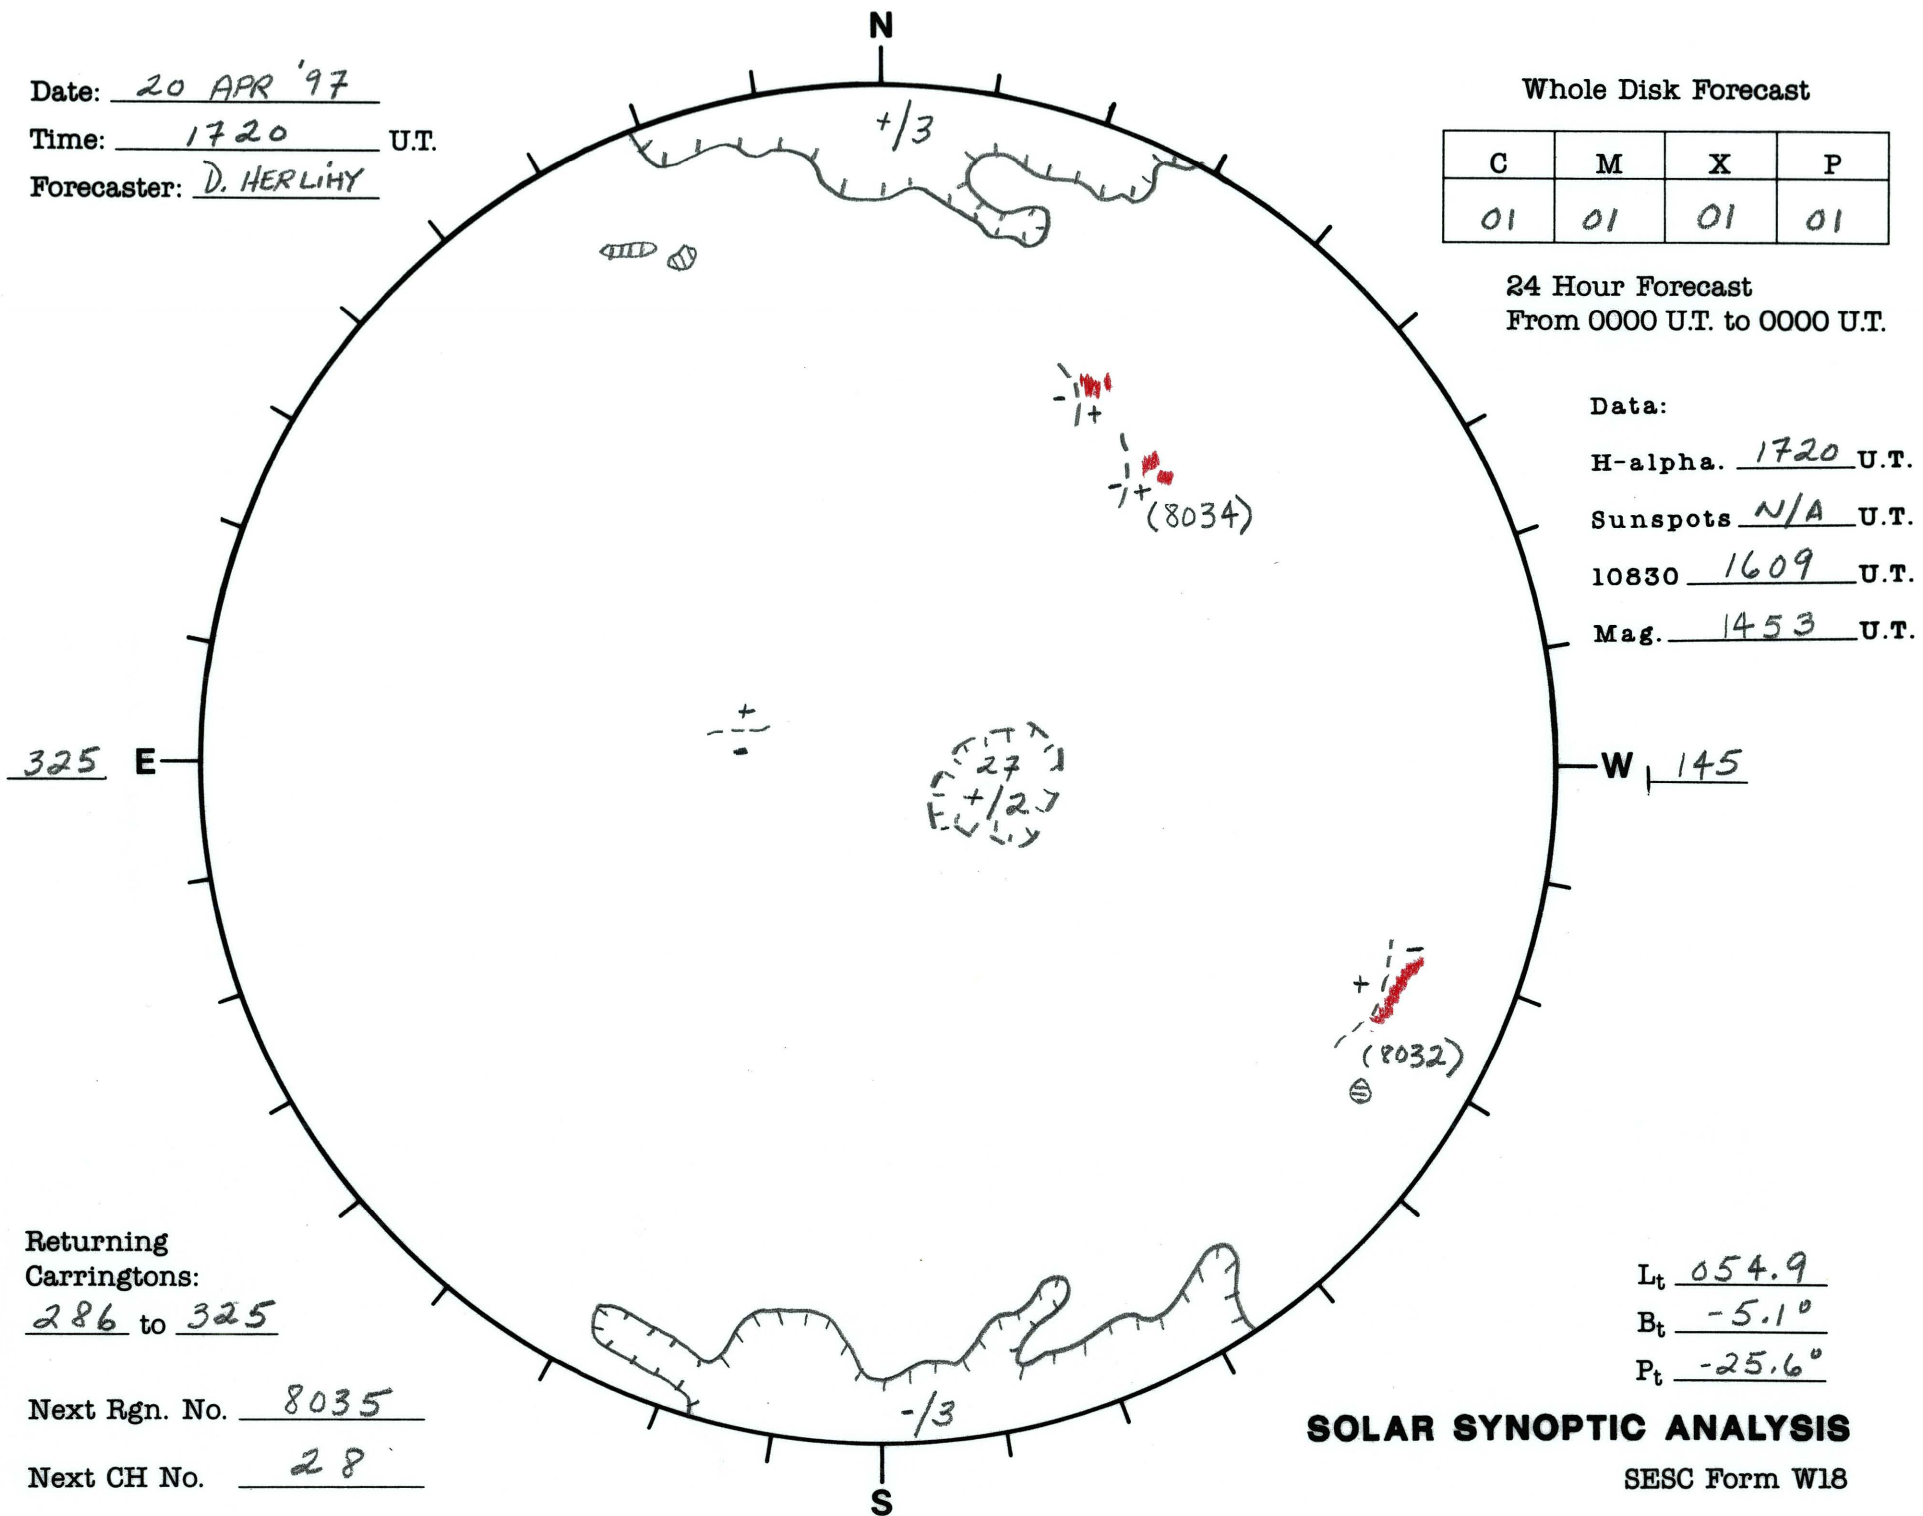 N
Date: 20 APR '97
Time: 1720 U.T.
Forecaster: D. HERLIHY
Whole Disk Forecast
C M X P
01 01 01 01
24 Hour Forecast
From 0000 U.T. to 0000 U.T.
+/3
Data:
H-alpha. 1720 U.T.
Sunspots N/A U.T.
10830 1609 U.T.
Mag. 1453 U.T.
- +
- +
(8034)
+
-
325 E
W 145
27
+/2
-
+
(8032)
Returning
Carringtons:
286 to 325
Next Rgn. No. 8035
Next CH No. 28
-/3
Lt 054.9
Bt -5.1°
Pt -25.6°
SOLAR SYNOPTIC ANALYSIS
SESC Form W18
S